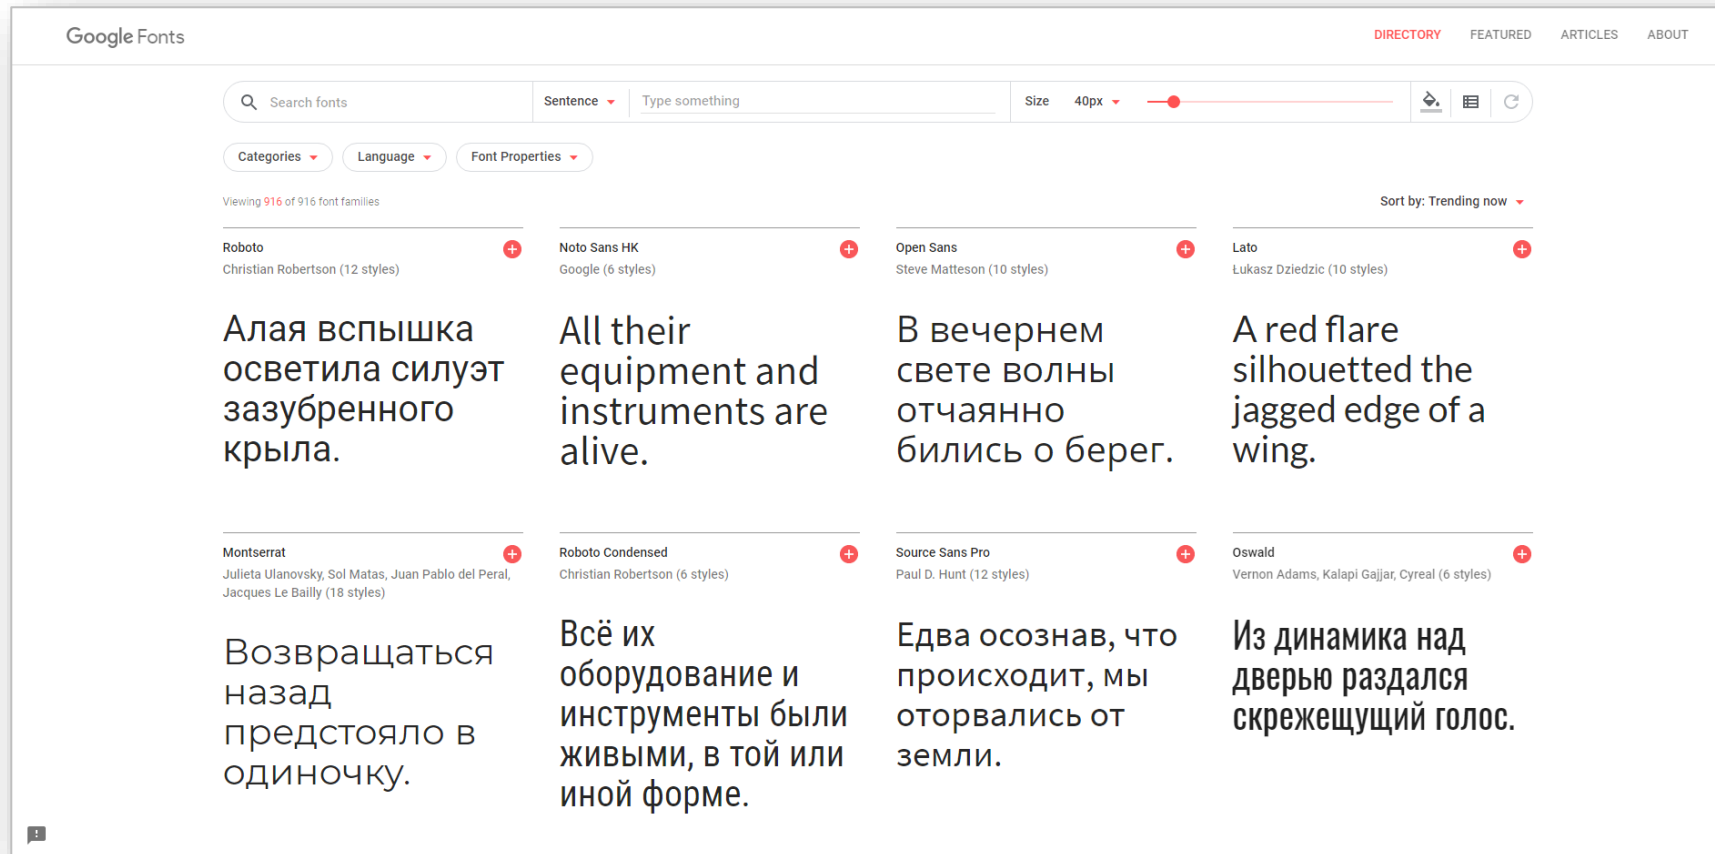 Google Fonts
DIRECTORY
FEATURED
ARTICLES
ABOUT
Search fonts
Sentence
Type something
Size
40px
Categories
Language
Font Properties
Viewing 916 of 916 font families
Sort by: Trending now
Roboto
Christian Robertson (12 styles)
Алая вспышка
осветила силуэт
зазубренного
крыла.
Noto Sans HK
Google (6 styles)
All their
equipment and
instruments are
alive.
Open Sans
Steve Matteson (10 styles)
В вечернем
свете волны
отчаянно
бились о берег.
Lato
Łukasz Dziedzic (10 styles)
A red flare
silhouetted the
jagged edge of a
wing.
Montserrat
Julieta Ulanovsky, Sol Matas, Juan Pablo del Peral,
Jacques Le Bailly (18 styles)
Возвращаться
назад
предстояло в
одиночку.
Roboto Condensed
Christian Robertson (6 styles)
Всё их
оборудование и
инструменты были
живыми, в той или
иной форме.
Source Sans Pro
Paul D. Hunt (12 styles)
Едва осознав, что
происходит, мы
оторвались от
земли.
Oswald
Vernon Adams, Kalapi Gajjar, Cyreal (6 styles)
Из динамика над
дверью раздался
скрежещущий голос.